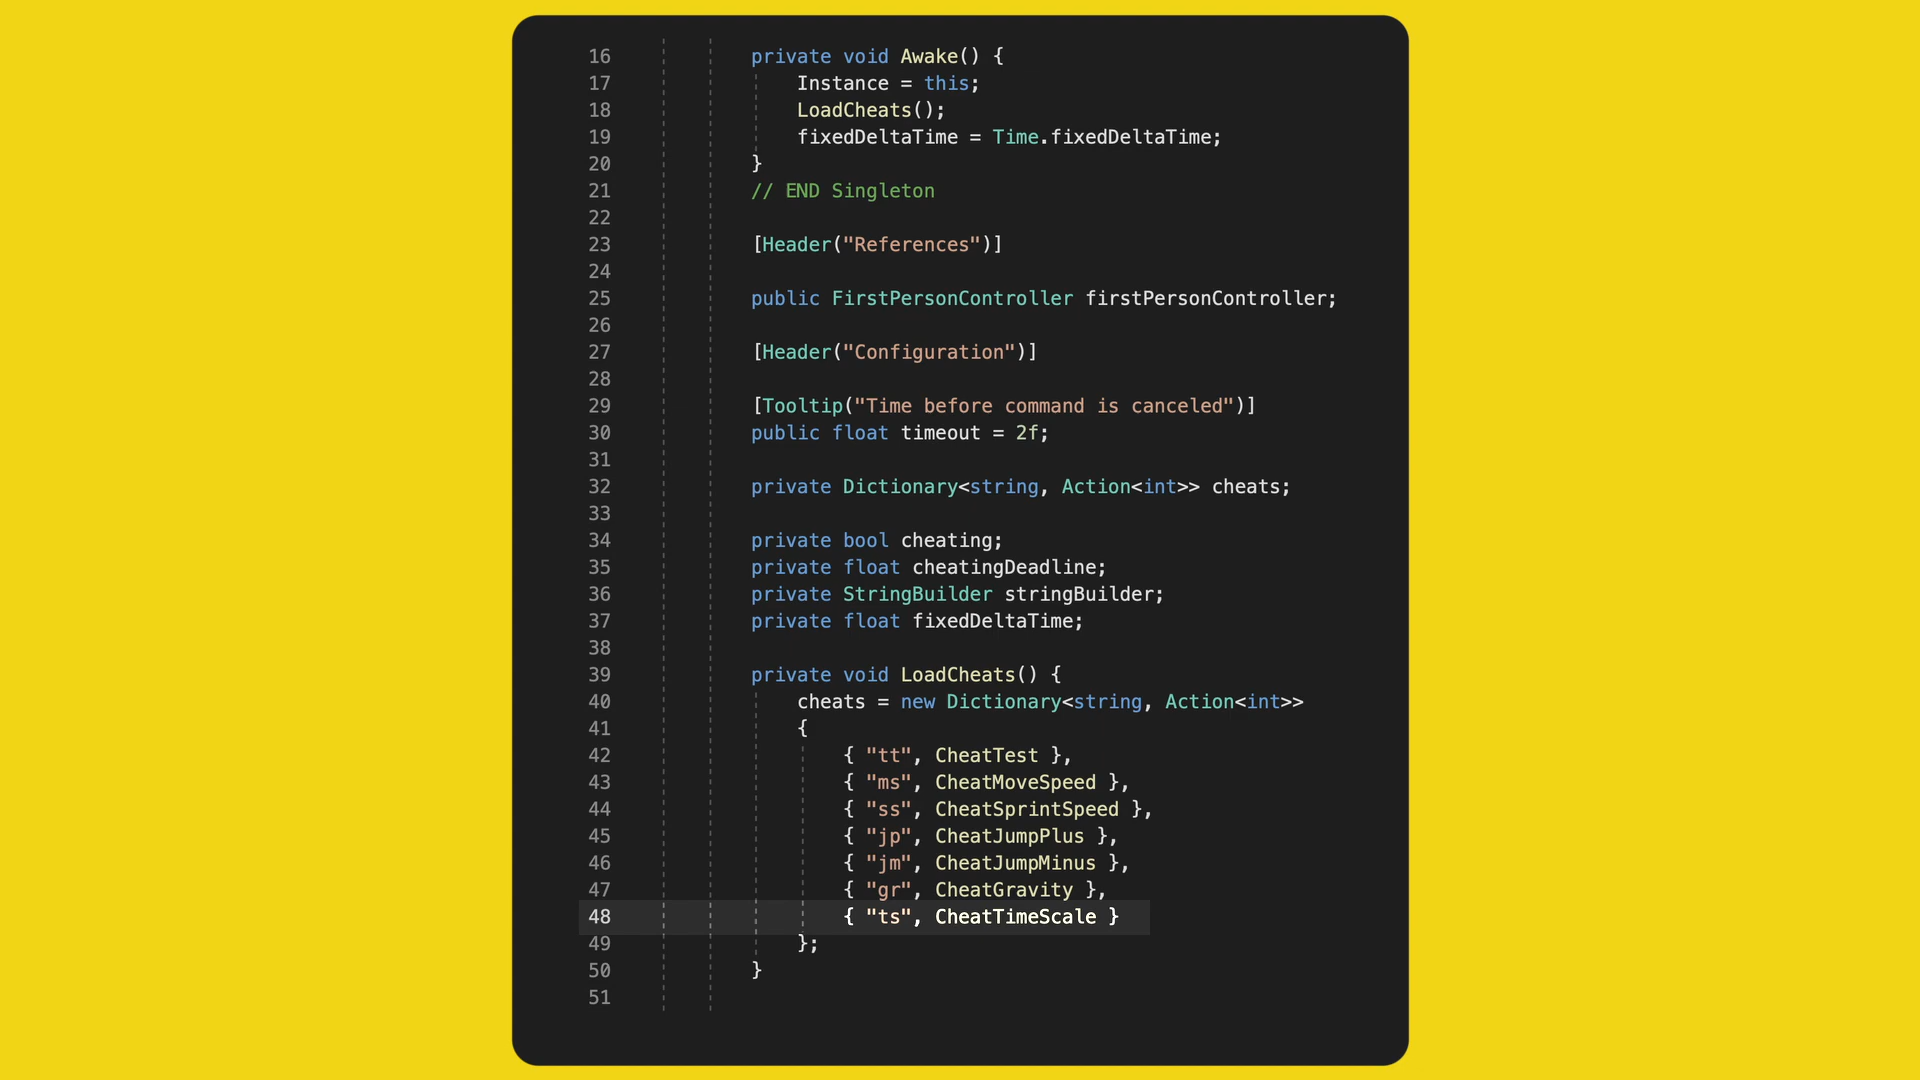 16 private void Awake() {
17 Instance = this;
18 LoadCheats();
19 fixedDeltaTime = Time.fixedDeltaTime;
20 }
21 // END Singleton
22
23 [Header("References")]
24
25 public FirstPersonController firstPersonController;
26
27 [Header("Configuration")]
28
29 [Tooltip("Time before command is canceled")]
30 public float timeout = 2f;
31
32 private Dictionary<string, Action<int>> cheats;
33
34 private bool cheating;
35 private float cheatingDeadline;
36 private StringBuilder stringBuilder;
37 private float fixedDeltaTime;
38
39 private void LoadCheats() {
40 cheats = new Dictionary<string, Action<int>>
41 {
42 { "tt", CheatTest },
43 { "ms", CheatMoveSpeed },
44 { "ss", CheatSprintSpeed },
45 { "jp", CheatJumpPlus },
46 { "jm", CheatJumpMinus },
47 { "gr", CheatGravity },
48 { "ts", CheatTimeScale }
49 };
50 }
51